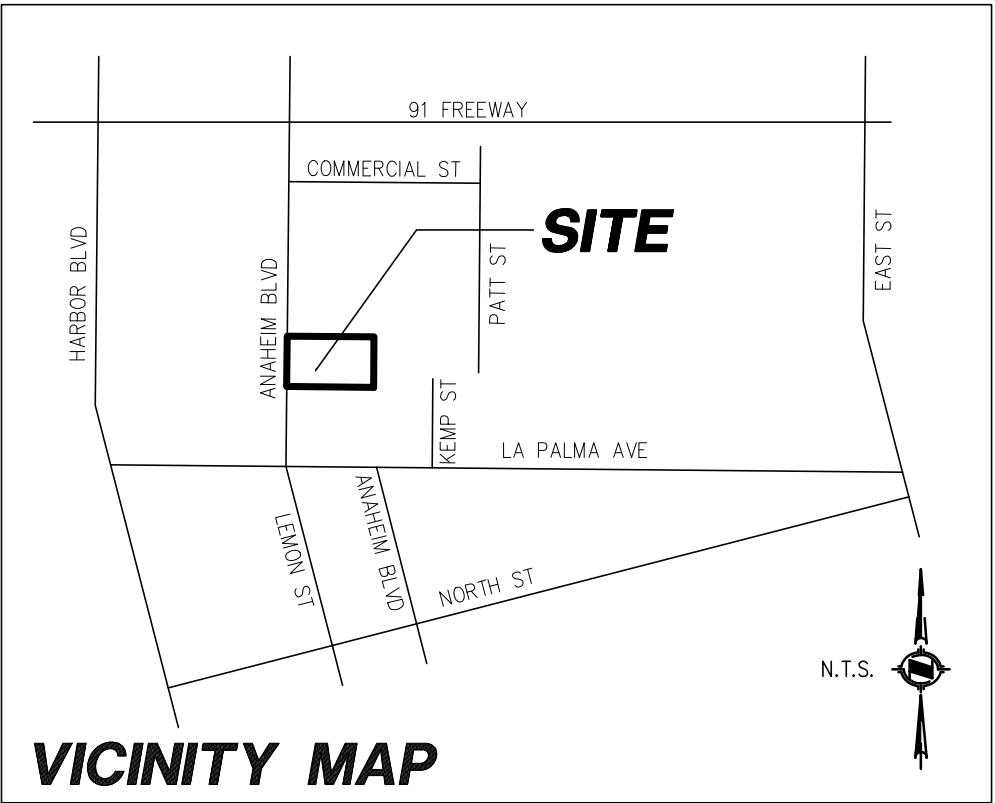 91 FREEWAY
COMMERCIAL ST
SITE
HARBOR BLVD
ANAHEIM BLVD
PATT ST
EAST ST
KEMP ST
LA PALMA AVE
LEMON ST
ANAHEIM BLVD
NORTH ST
N.T.S.
VICINITY MAP